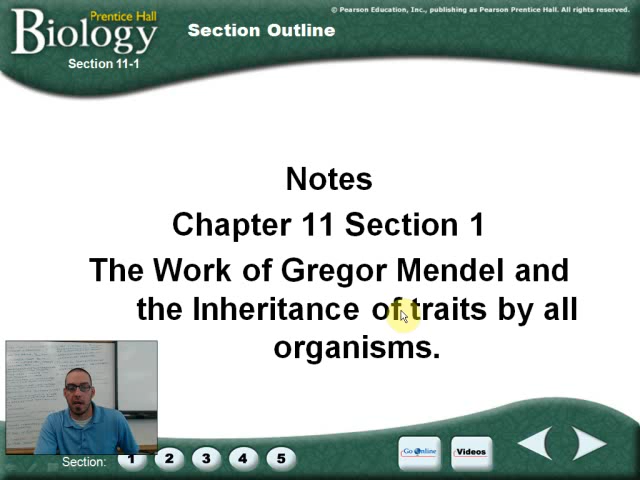 © Pearson Education, Inc., publishing as Pearson Prentice Hall. All rights reserved.
Prentice Hall
Biology
Section Outline
Section 11-1
Notes
Chapter 11 Section 1
The Work of Gregor Mendel and
the Inheritance of traits by all
organisms.
Section: 1 2 3 4 5
Go Online
Videos